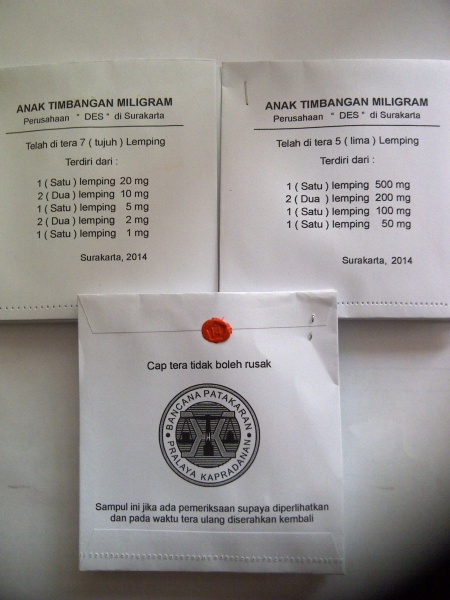 ANAK TIMBANGAN MILIGRAM
Perusahaan " DES " di Surakarta
Telah di tera 7 ( tujuh ) Lemping
Terdiri dari :
1 ( Satu ) lemping 20 mg
2 ( Dua ) lemping 10 mg
1 ( Satu ) lemping 5 mg
2 ( Dua ) lemping 2 mg
1 ( Satu ) lemping 1 mg
Surakarta, 2014
ANAK TIMBANGAN MILIGRAM
Perusahaan " DES " di Surakarta
Telah di tera 5 ( lima ) Lemping
Terdiri dari :
1 ( Satu ) lemping 500 mg
2 ( Dua ) lemping 200 mg
1 ( Satu ) lemping 100 mg
1 ( Satu ) lemping 50 mg
Surakarta, 2014
Cap tera tidak boleh rusak
BANCANA PATAKARAN
PRALAYA KAPRADANAN
Sampul ini jika ada pemeriksaan supaya diperlihatkan
dan pada waktu tera ulang diserahkan kembali